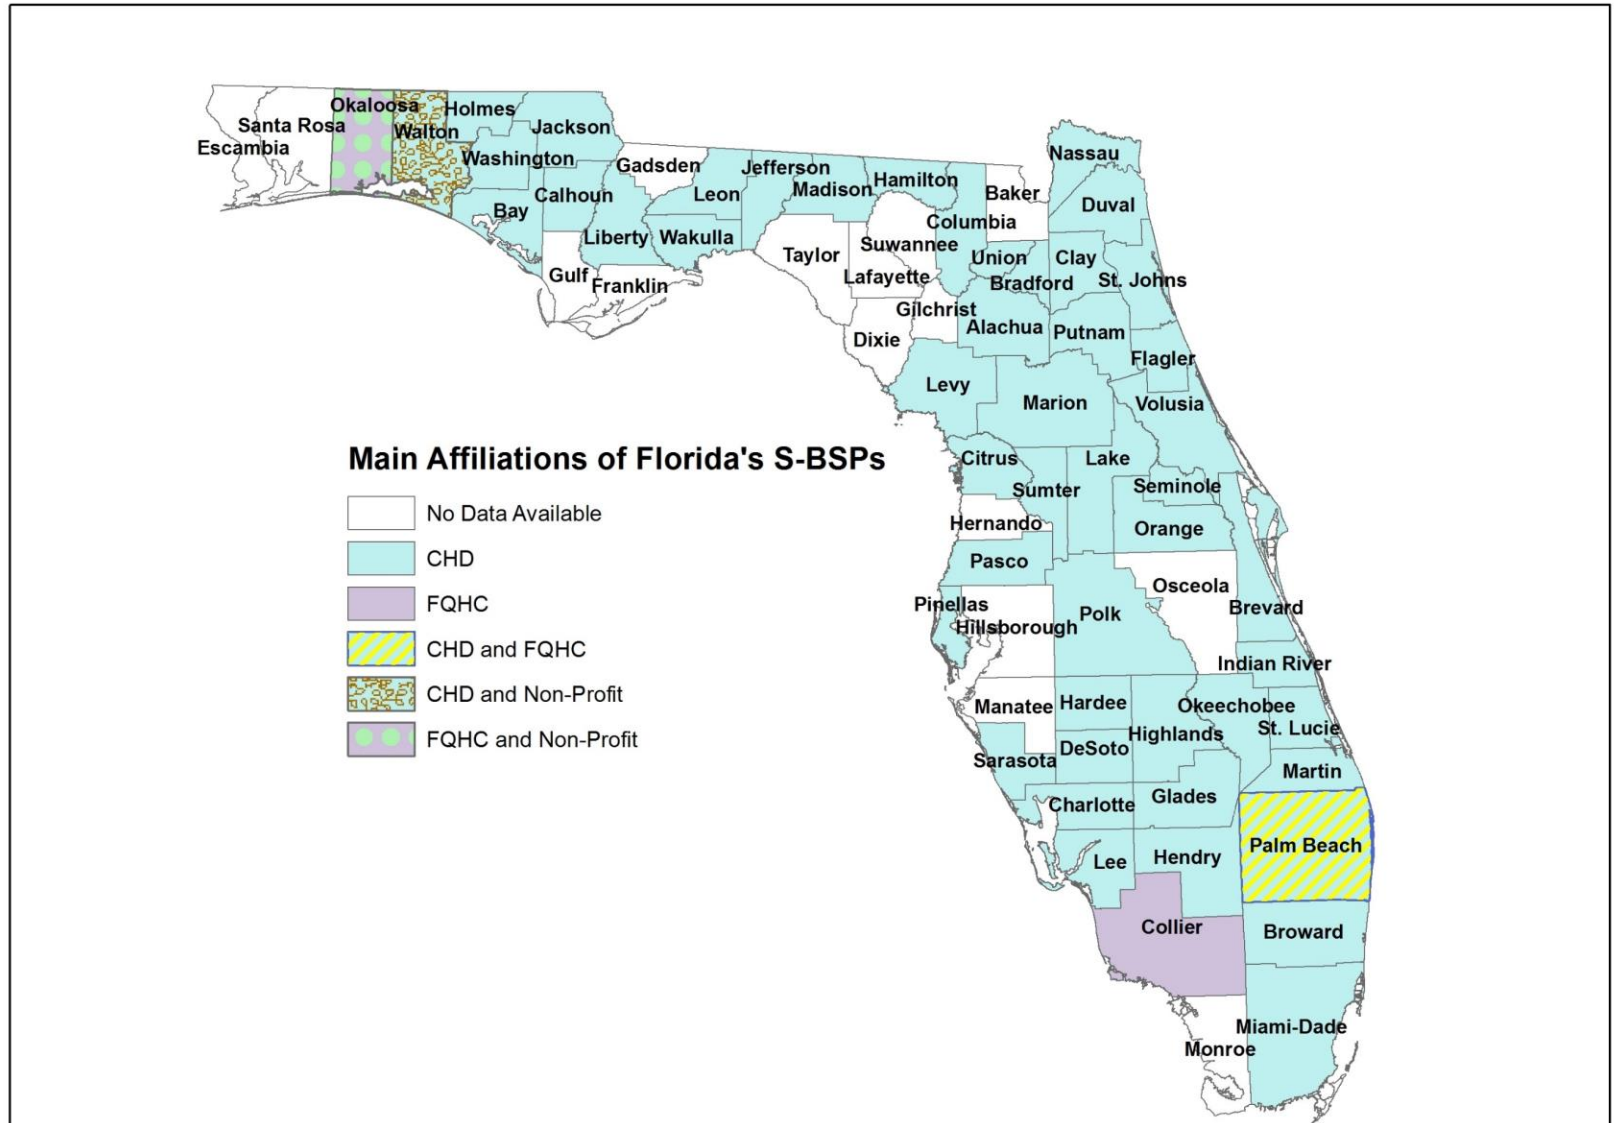 Okaloosa
Holmes
Santa Rosa
Walton
Jackson
Escambia
Washington
Gadsden
Jefferson
Nassau
Calhoun
Leon
Madison
Hamilton
Baker
Bay
Duval
Liberty
Wakulla
Columbia
Taylor
Suwannee
Union
Clay
Gulf
Franklin
Lafayette
Bradford
St. Johns
Gilchrist
Alachua
Putnam
Dixie
Flagler
Levy
Marion
Volusia
Main Affiliations of Florida's S-BSPs
Citrus
Lake
Sumter
Seminole
No Data Available
Hernando
Orange
CHD
Pasco
Osceola
FQHC
Pinellas
Hillsborough
Polk
Brevard
CHD and FQHC
Indian River
CHD and Non-Profit
Manatee
Hardee
Okeechobee
FQHC and Non-Profit
DeSoto
Highlands
St. Lucie
Sarasota
Martin
Charlotte
Glades
Palm Beach
Lee
Hendry
Collier
Broward
Miami-Dade
Monroe